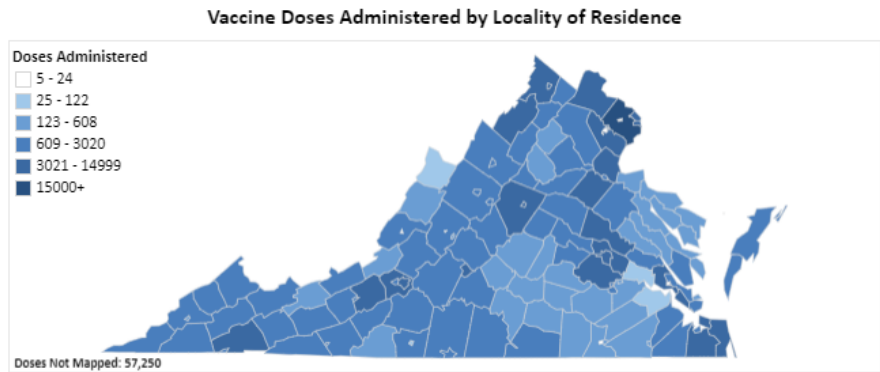 Vaccine Doses Administered by Locality of Residence
Doses Administered
5 - 24
25 - 122
123 - 608
609 - 3020
3021 - 14999
15000+
Doses Not Mapped: 57,250